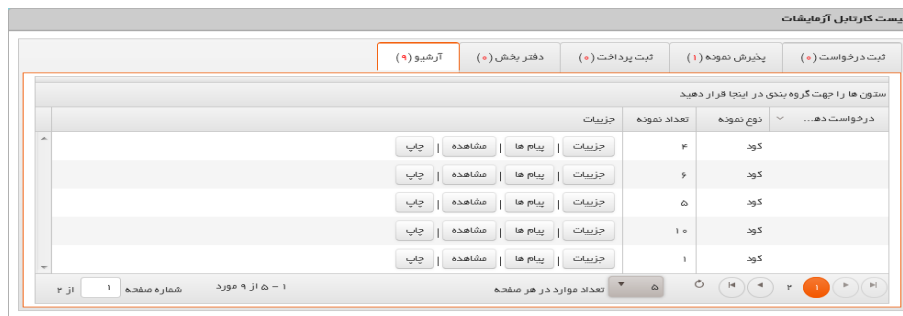 لیست کارتابل آزمایشات
ثبت درخواست (۰) پذیرش نمونه (۱) ثبت پرداخت (۰) دفتر بخش (۰) آرشیو (۹)
ستون ها را جهت گروه بندی در اینجا قرار دهید
درخواست ده... نوع نمونه تعداد نمونه جزییات
کود ۴ جزییات | پیام ها | مشاهده | چاپ
کود ۶ جزییات | پیام ها | مشاهده | چاپ
کود ۵ جزییات | پیام ها | مشاهده | چاپ
کود ۱۰ جزییات | پیام ها | مشاهده | چاپ
کود ۱ جزییات | پیام ها | مشاهده | چاپ
۱ ۲ ۵ تعداد موارد در هر صفحه ۱ – ۵ از ۹ مورد شماره صفحه ۱ از ۲